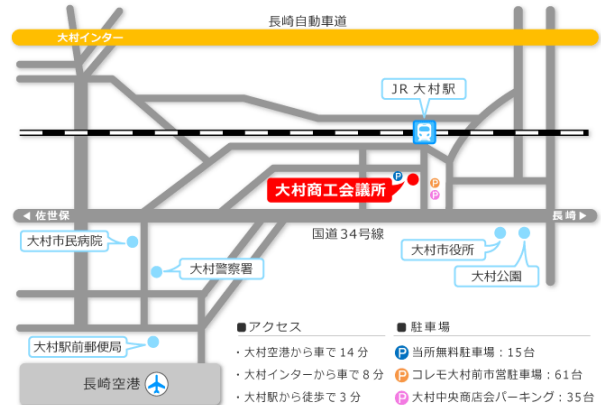 長崎自動車道
大村インター
JR 大村駅
P
大村商工会議所
P
P
◀ 佐世保
長崎 ▶
国道34号線
大村市民病院
大村市役所
大村警察署
大村公園
大村駅前郵便局
長崎空港
■アクセス
・大村空港から車で 14 分
・大村インターから車で 8 分
・大村駅から徒歩で 3 分
■駐車場
P 当所無料駐車場：15台
P コレモ大村前市営駐車場：61台
P 大村中央商店会パーキング：35台